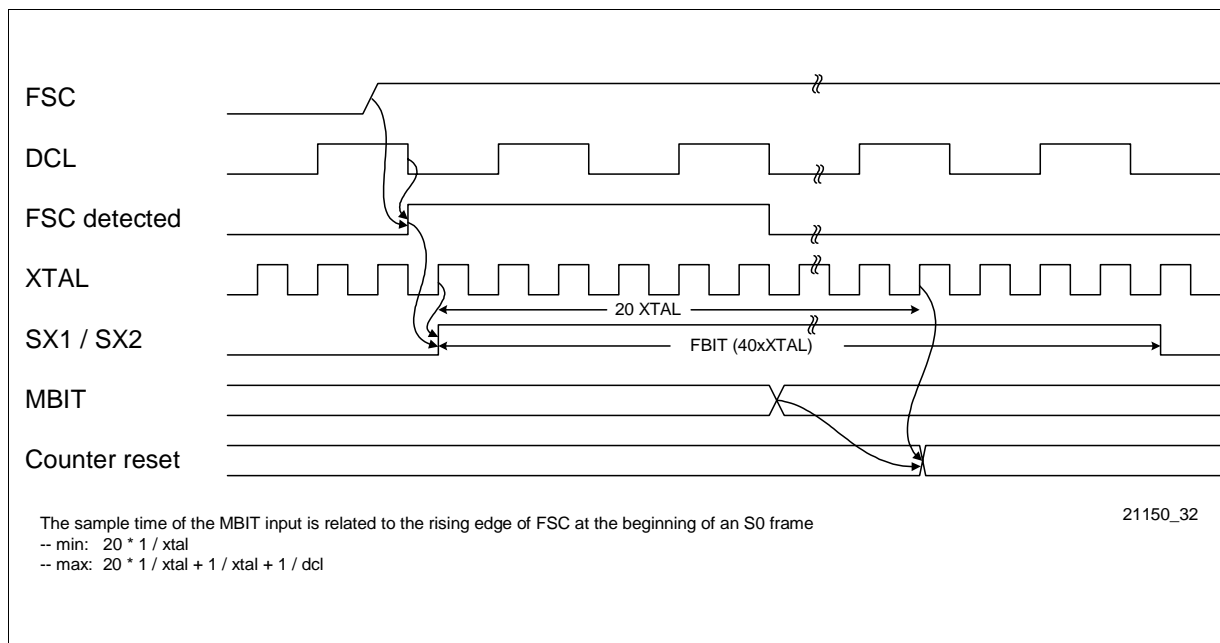 FSC
DCL
FSC detected
XTAL
20 XTAL
SX1 / SX2
FBIT (40xXTAL)
MBIT
Counter reset
The sample time of the MBIT input is related to the rising edge of FSC at the beginning of an S0 frame
-- min: 20 * 1 / xtal
-- max: 20 * 1 / xtal + 1 / xtal + 1 / dcl
21150_32